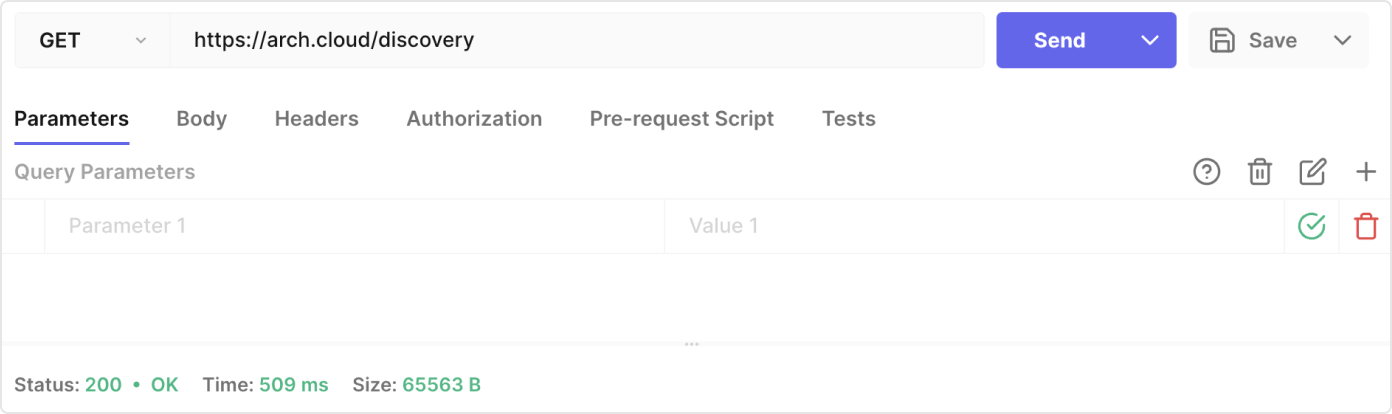 GET https://arch.cloud/discovery Send Save
Parameters Body Headers Authorization Pre-request Script Tests
Query Parameters
Parameter 1 Value 1
Status: 200 • OK Time: 509 ms Size: 65563 B